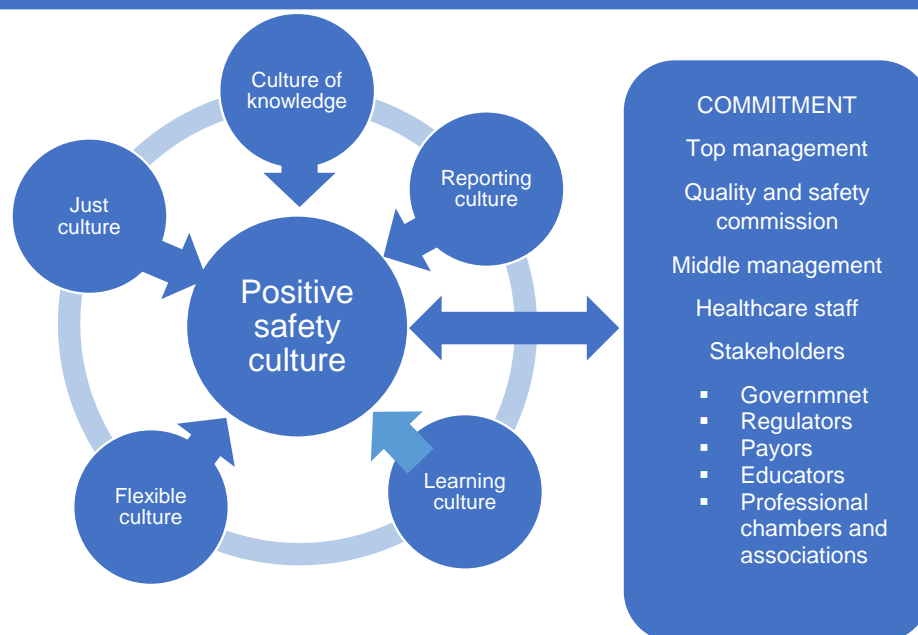 Culture of
knowledge
Reporting
culture
Just
culture
Positive
safety
culture
Flexible
culture
Learning
culture
COMMITMENT
Top management
Quality and safety
commission
Middle management
Healthcare staff
Stakeholders
▪ Governmnet
▪ Regulators
▪ Payors
▪ Educators
▪ Professional
chambers and
associations